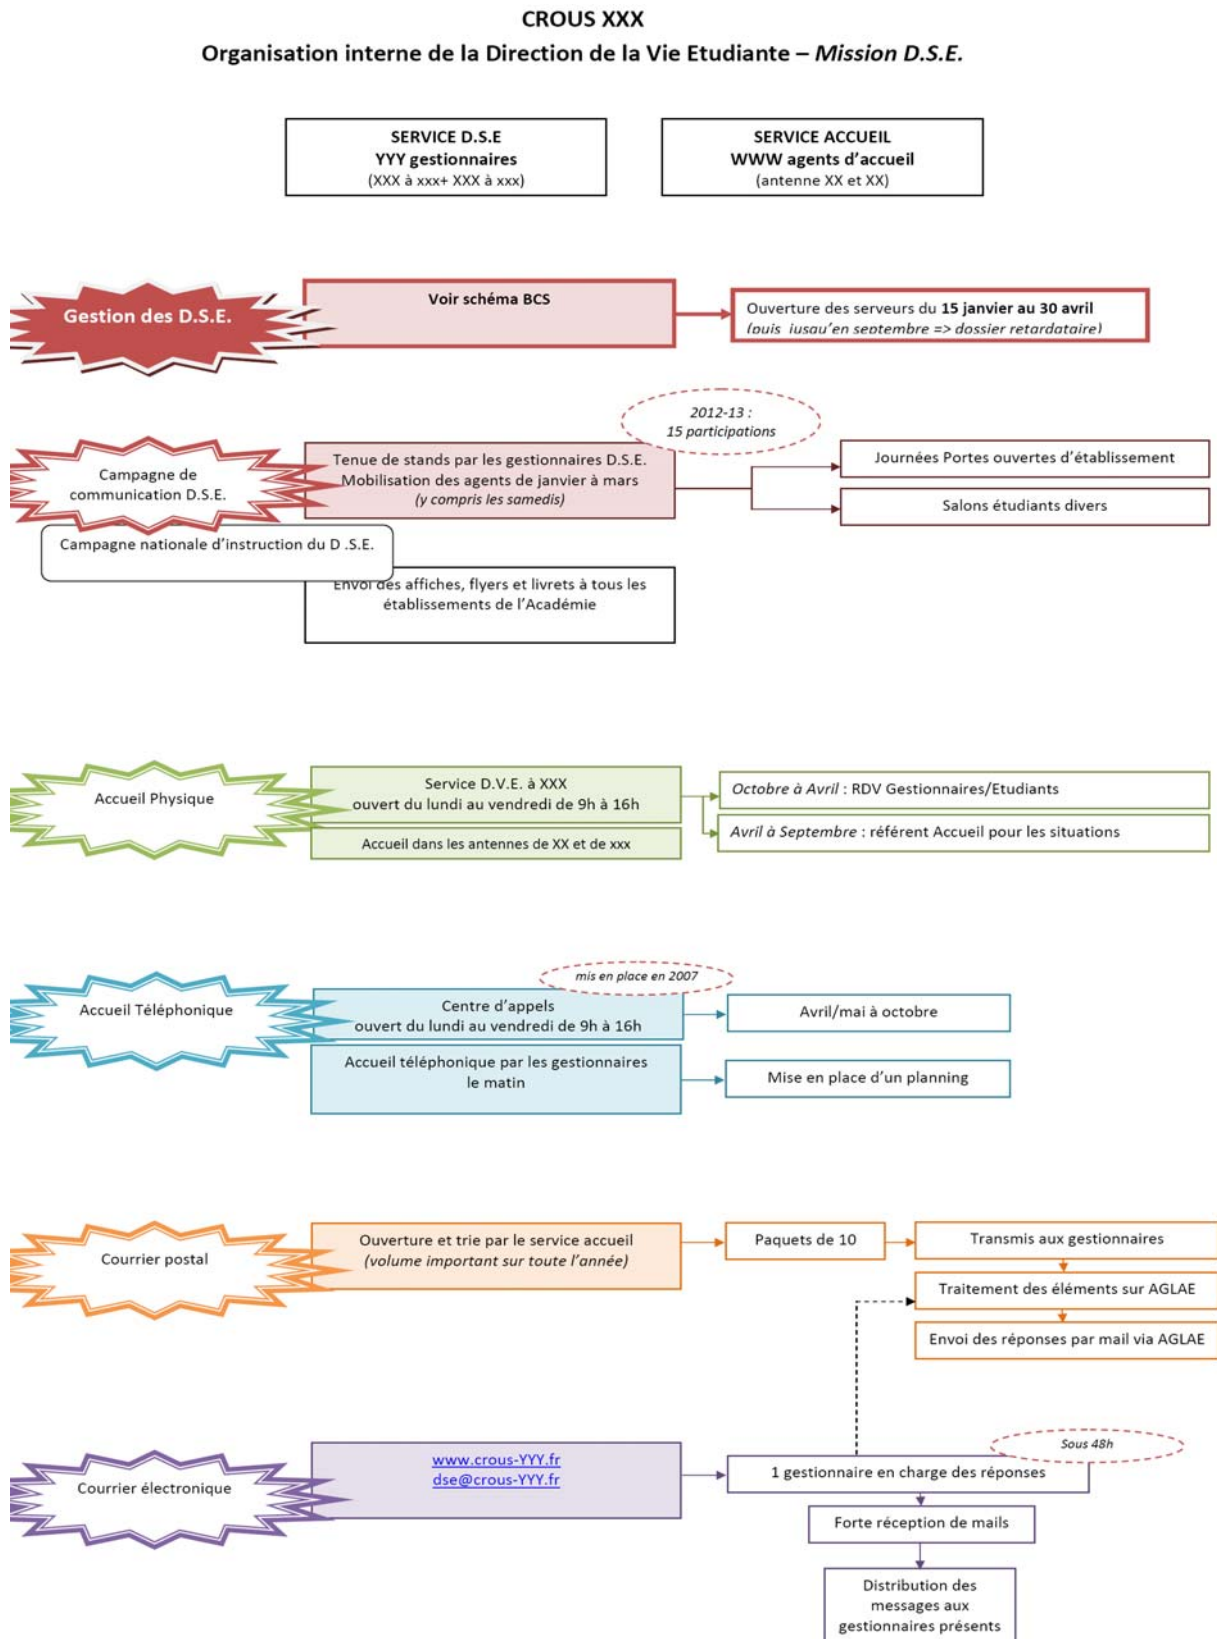 CROUS XXX
Organisation interne de la Direction de la Vie Etudiante – Mission D.S.E.
SERVICE D.S.E
YYY gestionnaires
(XXX à xxx+ XXX à xxx)
SERVICE ACCUEIL
WWW agents d'accueil
(antenne XX et XX)
Gestion des D.S.E.
Voir schéma BCS
Ouverture des serveurs du 15 janvier au 30 avril
(puis jusqu'en septembre => dossier retardataire)
2012-13 :
15 participations
Campagne de
communication D.S.E.
Tenue de stands par les gestionnaires D.S.E.
Mobilisation des agents de janvier à mars
(y compris les samedis)
Journées Portes ouvertes d'établissement
Salons étudiants divers
Campagne nationale d'instruction du D .S.E.
Envoi des affiches, flyers et livrets à tous les
établissements de l'Académie
Accueil Physique
Service D.V.E. à XXX
ouvert du lundi au vendredi de 9h à 16h
Accueil dans les antennes de XX et de xxx
Octobre à Avril : RDV Gestionnaires/Etudiants
Avril à Septembre : référent Accueil pour les situations
mis en place en 2007
Accueil Téléphonique
Centre d'appels
ouvert du lundi au vendredi de 9h à 16h
Avril/mai à octobre
Accueil téléphonique par les gestionnaires
le matin
Mise en place d'un planning
Courrier postal
Ouverture et trie par le service accueil
(volume important sur toute l'année)
Paquets de 10
Transmis aux gestionnaires
Traitement des éléments sur AGLAE
Envoi des réponses par mail via AGLAE
Sous 48h
Courrier électronique
www.crous-YYY.fr
dse@crous-YYY.fr
1 gestionnaire en charge des réponses
Forte réception de mails
Distribution des
messages aux
gestionnaires présents